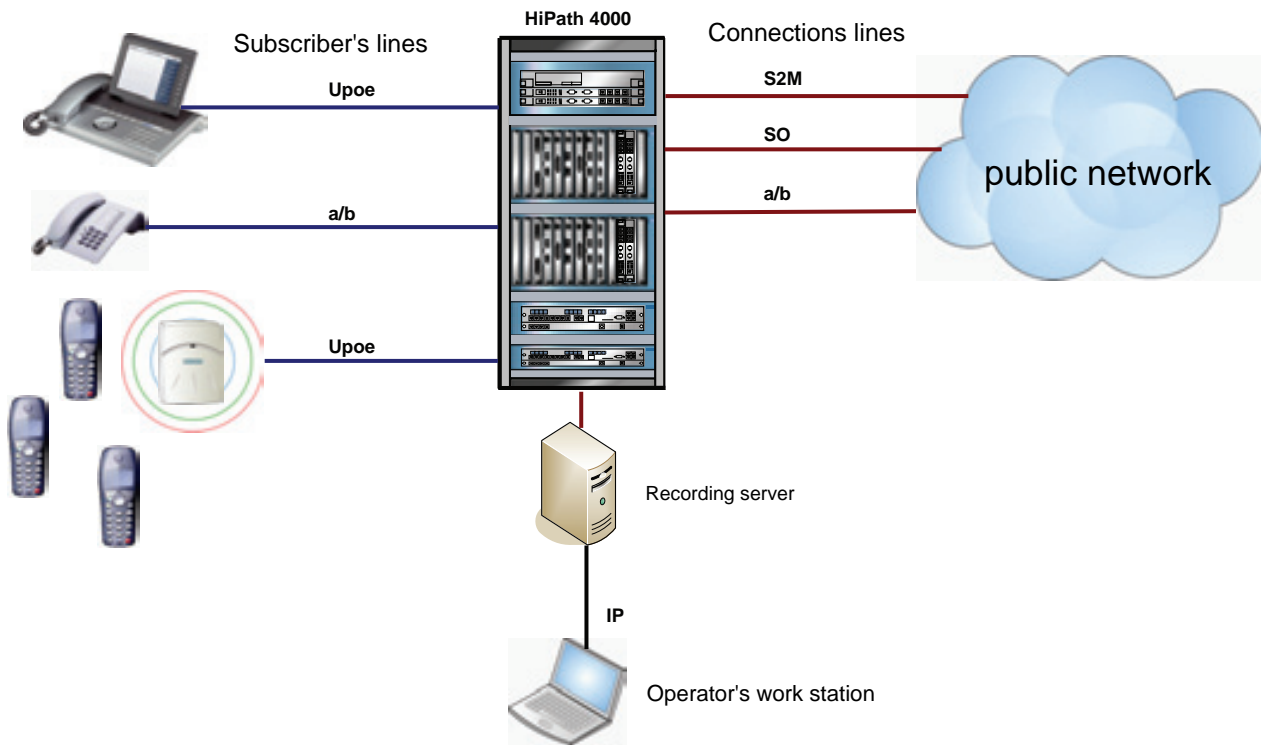 HiPath 4000
Subscriber's lines
Connections lines
Upoe
S2M
SO
public network
a/b
a/b
Upoe
Recording server
IP
Operator's work station